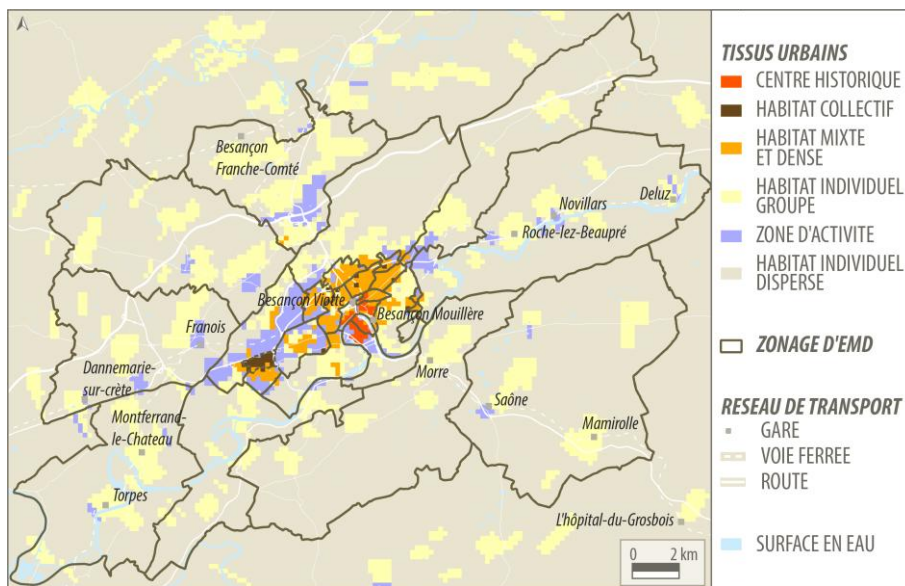 Besançon
Franche-Comté
Novillars
Deluz
Roche-lez-Beaupré
Besançon Viotte
Besançon Mouillère
Franois
Morre
Dannemarie-
sur-crète
Montferrand-
le-Chateau
Saône
Mamirolle
Torpes
L'hôpital-du-Grosbois
0 2 km
TISSUS URBAINS
CENTRE HISTORIQUE
HABITAT COLLECTIF
HABITAT MIXTE
ET DENSE
HABITAT INDIVIDUEL
GROUPE
ZONE D'ACTIVITE
HABITAT INDIVIDUEL
DISPERSE
ZONAGE D'EMD
RESEAU DE TRANSPORT
GARE
VOIE FERREE
ROUTE
SURFACE EN EAU